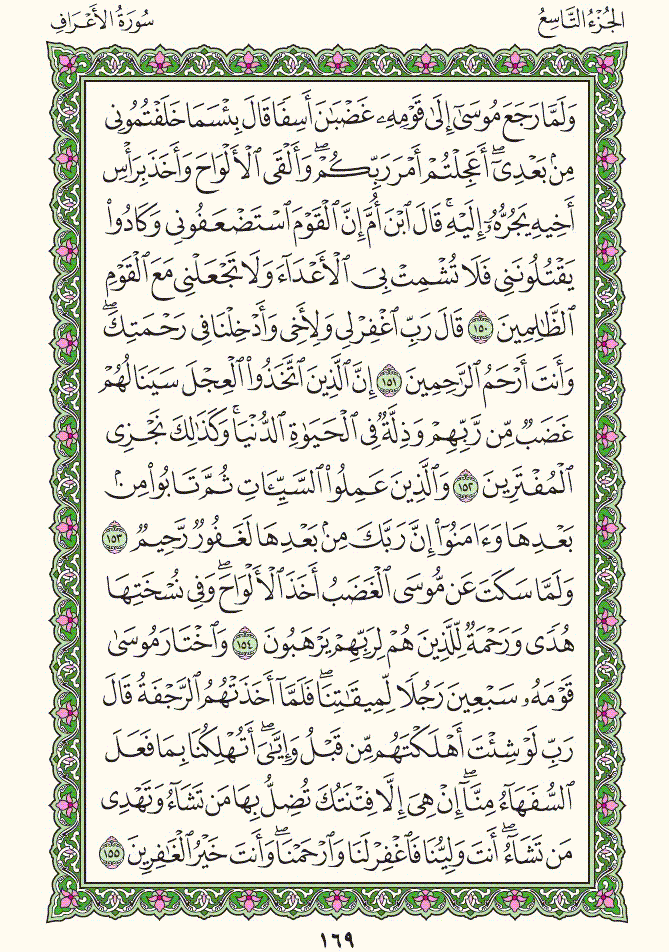 الجُزْءُ التَّاسِعُ
سُورَةُ الأَعْرَافِ
وَلَمَّا رَجَعَ مُوسَىٰٓ إِلَىٰ قَوْمِهِۦ غَضْبَٰنَ أَسِفٗا قَالَ بِئۡسَمَا خَلَفۡتُمُونِي
مِنۢ بَعۡدِيٓۖ أَعَجِلۡتُمۡ أَمۡرَ رَبِّكُمۡۖ وَأَلۡقَى ٱلۡأَلۡوَاحَ وَأَخَذَ بِرَأۡسِ
أَخِيهِ يَجُرُّهُۥٓ إِلَيۡهِۚ قَالَ ٱبۡنَ أُمَّ إِنَّ ٱلۡقَوۡمَ ٱسۡتَضۡعَفُونِي وَكَادُواْ
يَقۡتُلُونَنِي فَلَا تُشۡمِتۡ بِيَ ٱلۡأَعۡدَآءَ وَلَا تَجۡعَلۡنِي مَعَ ٱلۡقَوۡمِ
ٱلظَّٰلِمِينَ ١٥٠ قَالَ رَبِّ ٱغۡفِرۡ لِي وَلِأَخِي وَأَدۡخِلۡنَا فِي رَحۡمَتِكَۖ
وَأَنتَ أَرۡحَمُ ٱلرَّٰحِمِينَ ١٥١ إِنَّ ٱلَّذِينَ ٱتَّخَذُواْ ٱلۡعِجۡلَ سَيَنَالُهُمۡ
غَضَبٞ مِّن رَّبِّهِمۡ وَذِلَّةٞ فِي ٱلۡحَيَوٰةِ ٱلدُّنۡيَاۚ وَكَذَٰلِكَ نَجۡزِي
ٱلۡمُفۡتَرِينَ ١٥٢ وَٱلَّذِينَ عَمِلُواْ ٱلسَّيِّـَٔاتِ ثُمَّ تَابُواْ مِنۢ
بَعۡدِهَا وَءَامَنُوٓاْ إِنَّ رَبَّكَ مِنۢ بَعۡدِهَا لَغَفُورٞ رَّحِيمٞ ١٥٣
وَلَمَّا سَكَتَ عَن مُّوسَى ٱلۡغَضَبُ أَخَذَ ٱلۡأَلۡوَاحَۖ وَفِي نُسۡخَتِهَا
هُدٗى وَرَحۡمَةٞ لِّلَّذِينَ هُمۡ لِرَبِّهِمۡ يَرۡهَبُونَ ١٥٤ وَٱخۡتَارَ مُوسَىٰ
قَوۡمَهُۥ سَبۡعِينَ رَجُلٗا لِّمِيقَٰتِنَاۖ فَلَمَّآ أَخَذَتۡهُمُ ٱلرَّجۡفَةُ قَالَ
رَبِّ لَوۡ شِئۡتَ أَهۡلَكۡتَهُم مِّن قَبۡلُ وَإِيَّٰيَۖ أَتُهۡلِكُنَا بِمَا فَعَلَ
ٱلسُّفَهَآءُ مِنَّآۖ إِنۡ هِيَ إِلَّا فِتۡنَتُكَ تُضِلُّ بِهَا مَن تَشَآءُ وَتَهۡدِي
مَن تَشَآءُۖ أَنتَ وَلِيُّنَا فَٱغۡفِرۡ لَنَا وَٱرۡحَمۡنَاۖ وَأَنتَ خَيۡرُ ٱلۡغَٰفِرِينَ ١٥٥
١٦٩